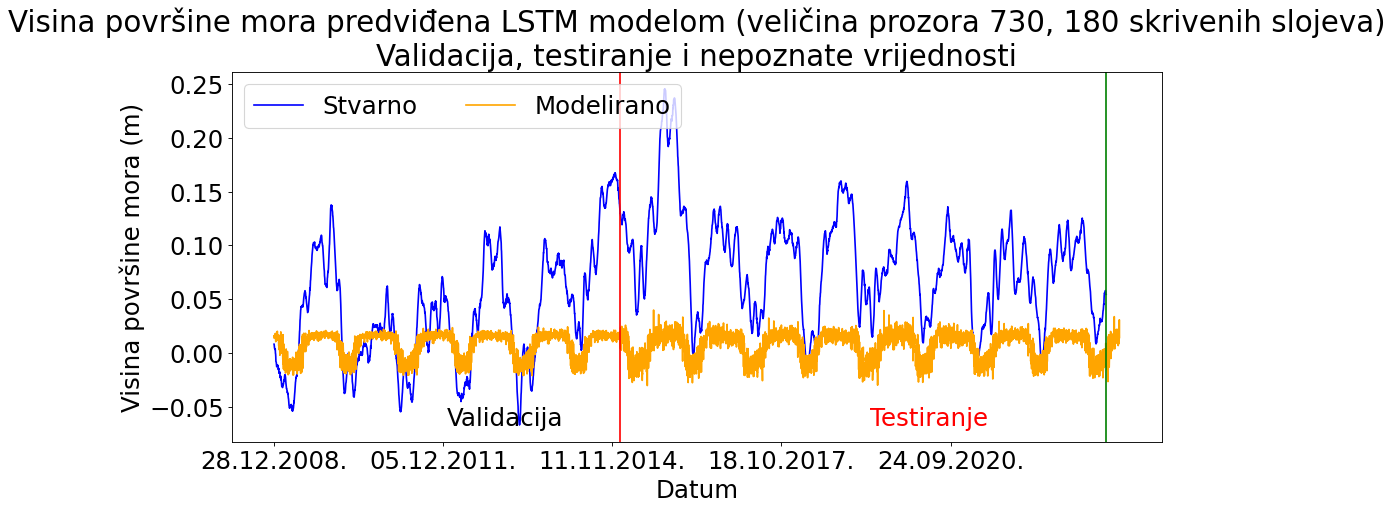 Visina površine mora predviđena LSTM modelom (veličina prozora 730, 180 skrivenih slojeva)
Validacija, testiranje i nepoznate vrijednosti
Stvarno
Modelirano
Visina površine mora (m)
0.25
0.20
0.15
0.10
0.05
0.00
−0.05
Validacija
Testiranje
28.12.2008.
05.12.2011.
11.11.2014.
18.10.2017.
24.09.2020.
Datum